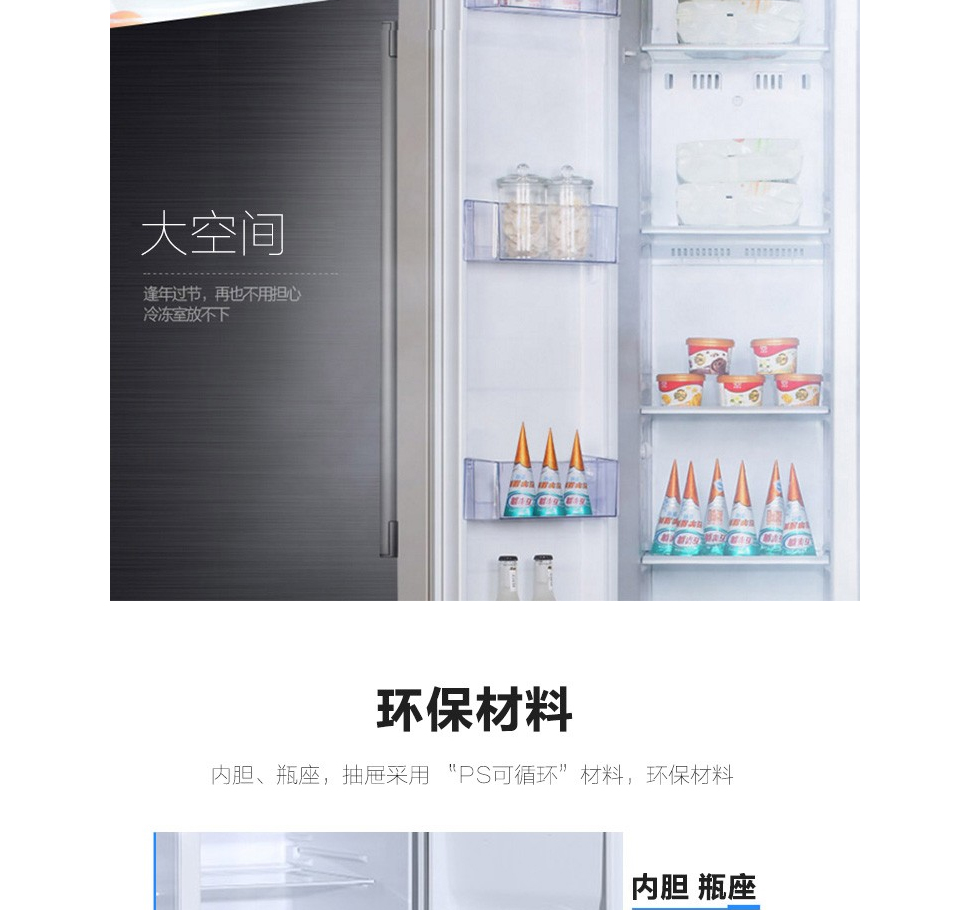 大空间
逢年过节，再也不用担心
冷冻室放不下
环保材料
内胆、瓶座，抽屉采用 “PS可循环”材料，环保材料
内胆 瓶座